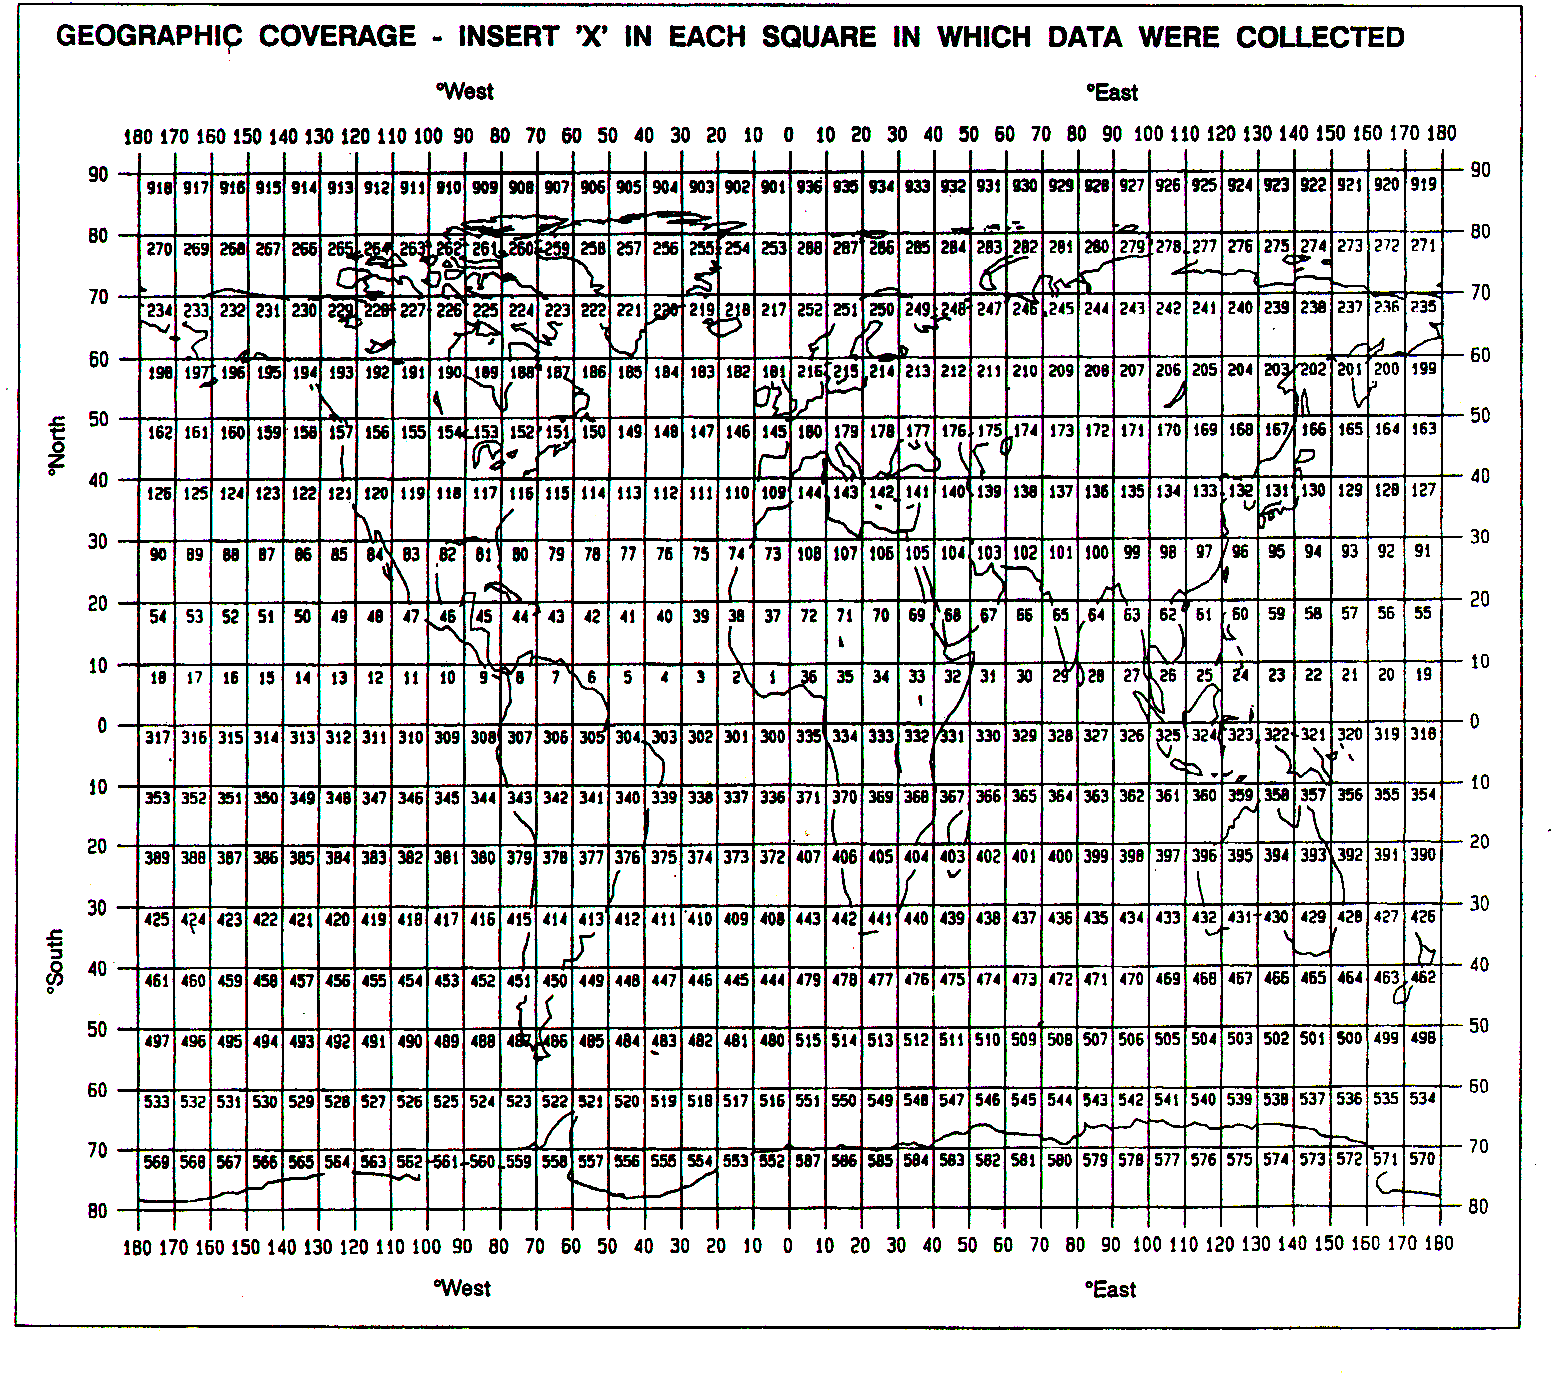 GEOGRAPHIC COVERAGE - INSERT 'X' IN EACH SQUARE IN WHICH DATA WERE COLLECTED
°West °East
180 170 160 150 140 130 120 110 100 90 80 70 60 50 40 30 20 10 0 10 20 30 40 50 60 70 80 90 100 110 120 130 140 150 160 170 180
90 90
918 917 916 915 914 913 912 911 910 909 908 907 906 905 904 903 902 901 936 935 934 933 932 931 930 929 928 927 926 925 924 923 922 921 920 919
80 80
270 269 268 267 266 265 264 263 262 261 260 259 258 257 256 255 254 253 288 287 286 285 284 283 282 281 280 279 278 277 276 275 274 273 272 271
70 70
234 233 232 231 230 229 228 227 226 225 224 223 222 221 220 219 218 217 252 251 250 249 248 247 246 245 244 243 242 241 240 239 238 237 236 235
60 60
198 197 196 195 194 193 192 191 190 189 188 187 186 185 184 183 182 181 216 215 214 213 212 211 210 209 208 207 206 205 204 203 202 201 200 199
50 50
°North
162 161 160 159 158 157 156 155 154 153 152 151 150 149 148 147 146 145 180 179 178 177 176 175 174 173 172 171 170 169 168 167 166 165 164 163
40 40
126 125 124 123 122 121 120 119 118 117 116 115 114 113 112 111 110 109 144 143 142 141 140 139 138 137 136 135 134 133 132 131 130 129 128 127
30 30
90 89 88 87 86 85 84 83 82 81 80 79 78 77 76 75 74 73 108 107 106 105 104 103 102 101 100 99 98 97 96 95 94 93 92 91
20 20
54 53 52 51 50 49 48 47 46 45 44 43 42 41 40 39 38 37 72 71 70 69 68 67 66 65 64 63 62 61 60 59 58 57 56 55
10 10
18 17 16 15 14 13 12 11 10 9 8 7 6 5 4 3 2 1 36 35 34 33 32 31 30 29 28 27 26 25 24 23 22 21 20 19
0 0
317 316 315 314 313 312 311 310 309 308 307 306 305 304 303 302 301 300 335 334 333 332 331 330 329 328 327 326 325 324 323 322 321 320 319 318
10 10
353 352 351 350 349 348 347 346 345 344 343 342 341 340 339 338 337 336 371 370 369 368 367 366 365 364 363 362 361 360 359 358 357 356 355 354
20 20
389 388 387 386 385 384 383 382 381 380 379 378 377 376 375 374 373 372 407 406 405 404 403 402 401 400 399 398 397 396 395 394 393 392 391 390
30 30
425 424 423 422 421 420 419 418 417 416 415 414 413 412 411 410 409 408 443 442 441 440 439 438 437 436 435 434 433 432 431 430 429 428 427 426
°South
40 40
461 460 459 458 457 456 455 454 453 452 451 450 449 448 447 446 445 444 479 478 477 476 475 474 473 472 471 470 469 468 467 466 465 464 463 462
50 50
497 496 495 494 493 492 491 490 489 488 487 486 485 484 483 482 481 480 515 514 513 512 511 510 509 508 507 506 505 504 503 502 501 500 499 498
60 60
533 532 531 530 529 528 527 526 525 524 523 522 521 520 519 518 517 516 551 550 549 548 547 546 545 544 543 542 541 540 539 538 537 536 535 534
70 70
569 568 567 566 565 564 563 562 561 560 559 558 557 556 555 554 553 552 587 586 585 584 583 582 581 580 579 578 577 576 575 574 573 572 571 570
80 80
180 170 160 150 140 130 120 110 100 90 80 70 60 50 40 30 20 10 0 10 20 30 40 50 60 70 80 90 100 110 120 130 140 150 160 170 180
°West °East